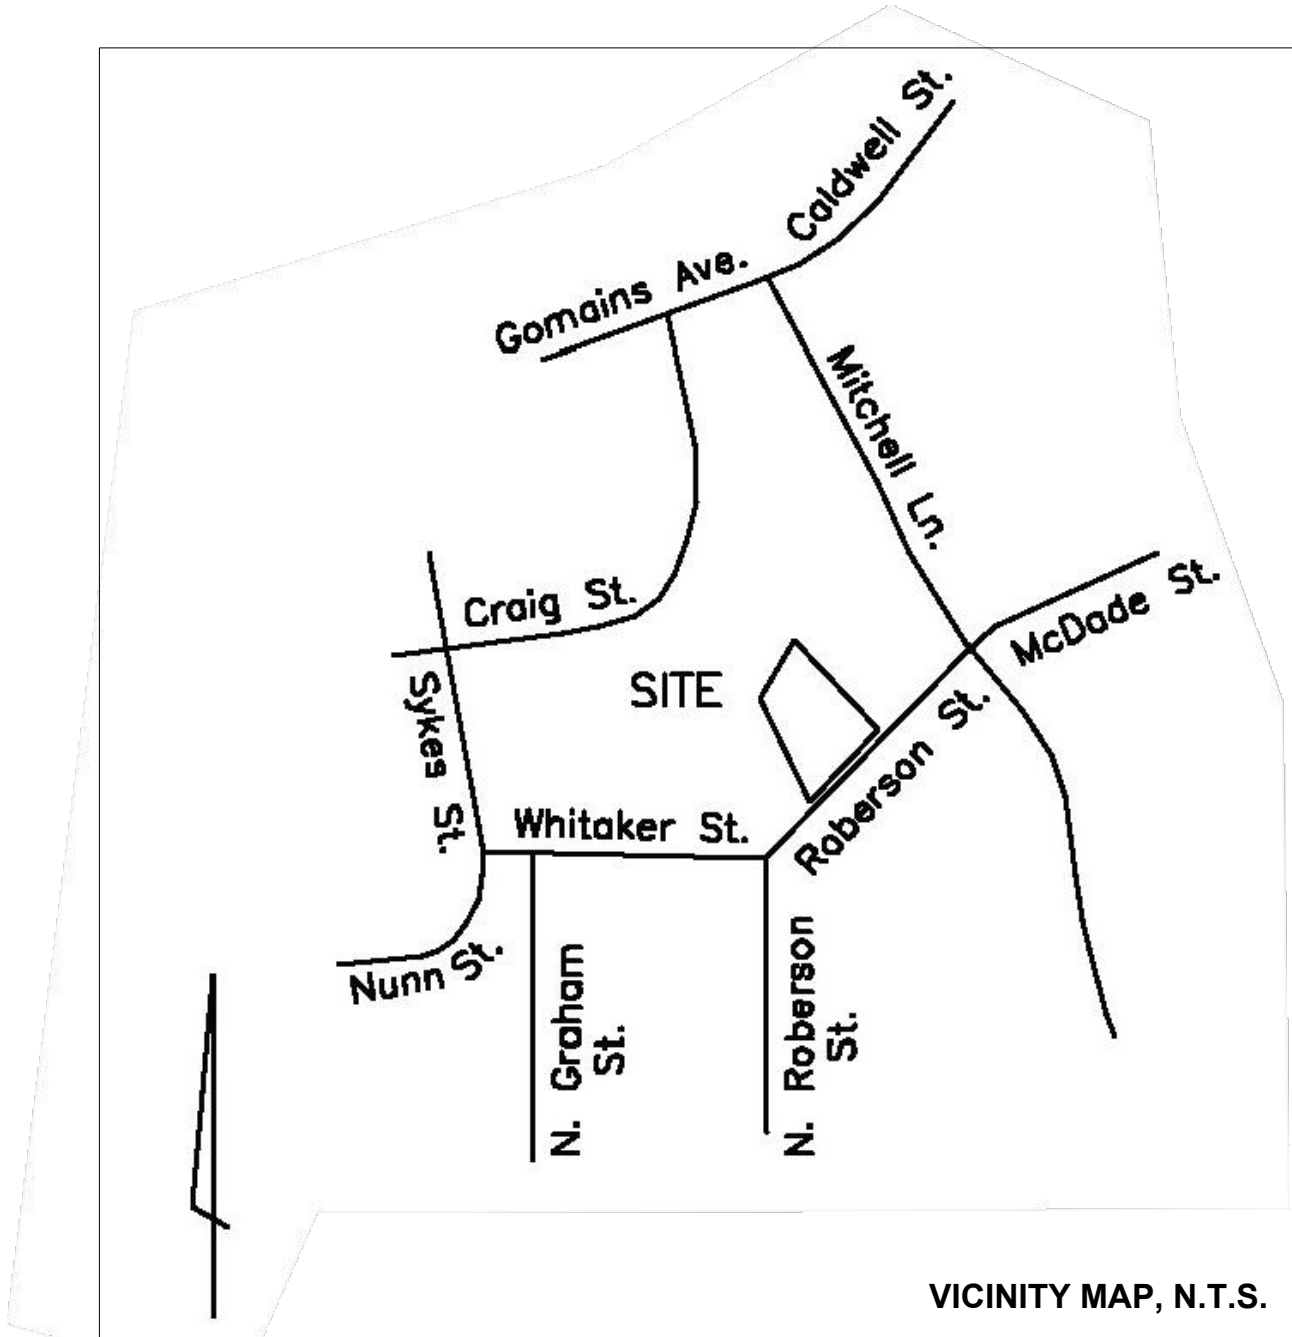 Caldwell St.
Gomains Ave.
Mitchell Ln.
Craig St.
McDade St.
SITE
Sykes St.
Roberson St.
Whitaker St.
Nunn St.
N. Graham
St.
N. Roberson
St.
VICINITY MAP, N.T.S.